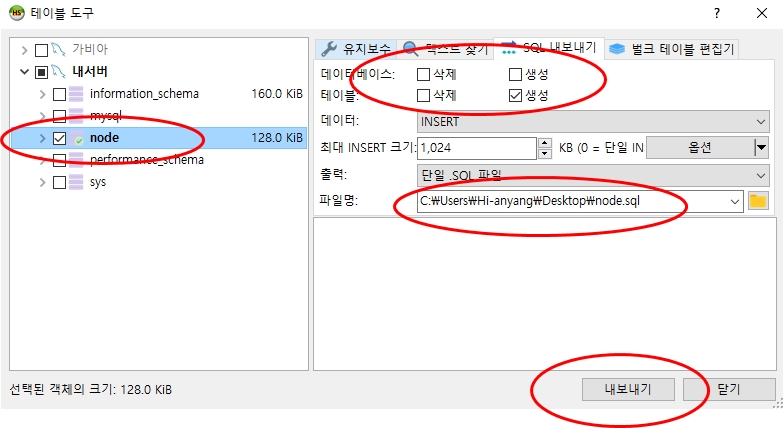 테이블 도구
가비아
내서버
information_schema 160.0 KiB
mysql
node 128.0 KiB
performance_schema
sys
유지보수 텍스트 찾기 SQL 내보내기 벌크 테이블 편집기
데이터베이스: 삭제 생성
테이블: 삭제 생성
데이터: INSERT
최대 INSERT 크기: 1,024 KB (0 = 단일 IN 옵션
출력: 단일 .SQL 파일
파일명: C:₩Users₩Hi-anyang₩Desktop₩node.sql
선택된 객체의 크기: 128.0 KiB
내보내기 닫기